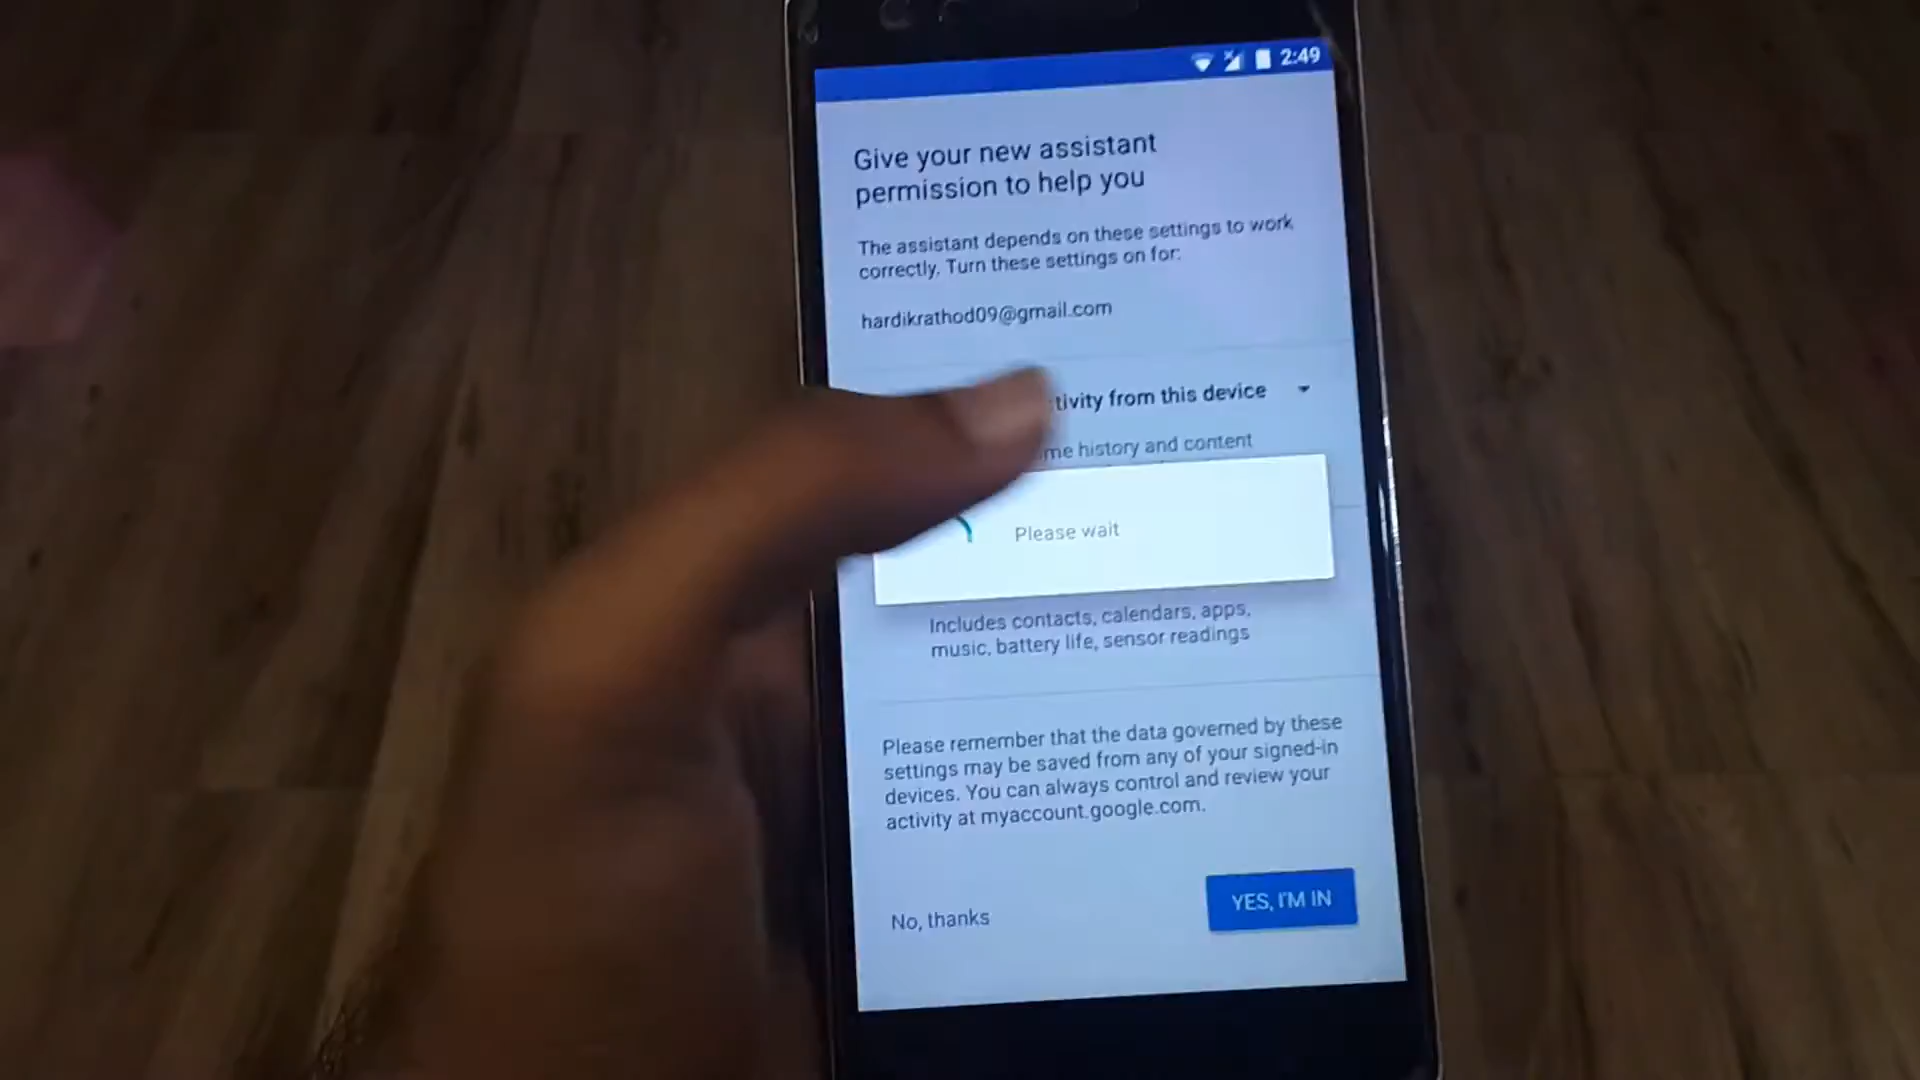 2:49
Give your new assistant
permission to help you
The assistant depends on these settings to work
correctly. Turn these settings on for:
hardikrathod09@gmail.com
tivity from this device
me history and content
Please wait
Includes contacts, calendars, apps,
music, battery life, sensor readings
Please remember that the data governed by these
settings may be saved from any of your signed-in
devices. You can always control and review your
activity at myaccount.google.com.
No, thanks
YES, I'M IN